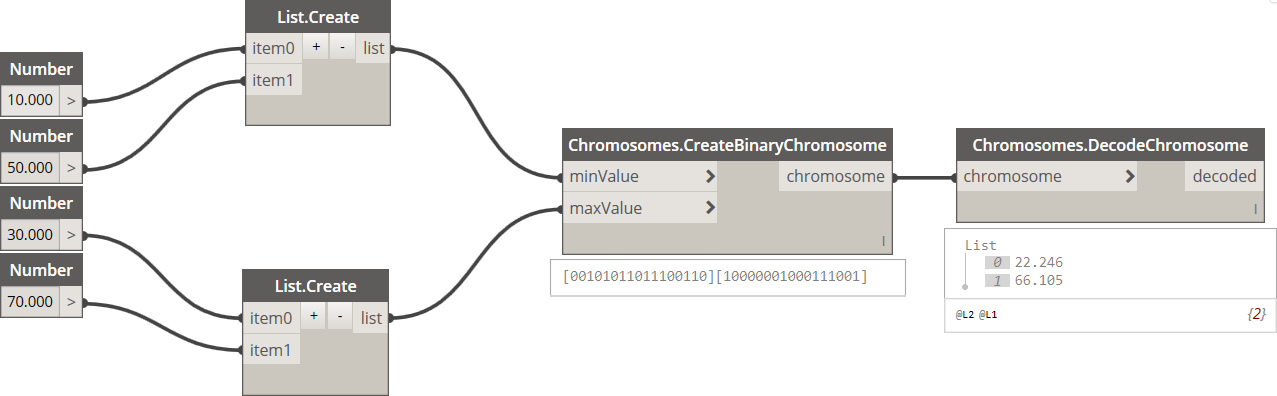 List.Create
item0 + - list
item1
Number
10.000 >
Number
50.000 >
Number
30.000 >
Number
70.000 >
List.Create
item0 + - list
item1
Chromosomes.CreateBinaryChromosome
minValue > chromosome
maxValue >
[00101011011100110][10000001000111001]
Chromosomes.DecodeChromosome
chromosome > decoded
List
0 22.246
1 66.105
@L2 @L1 {2}